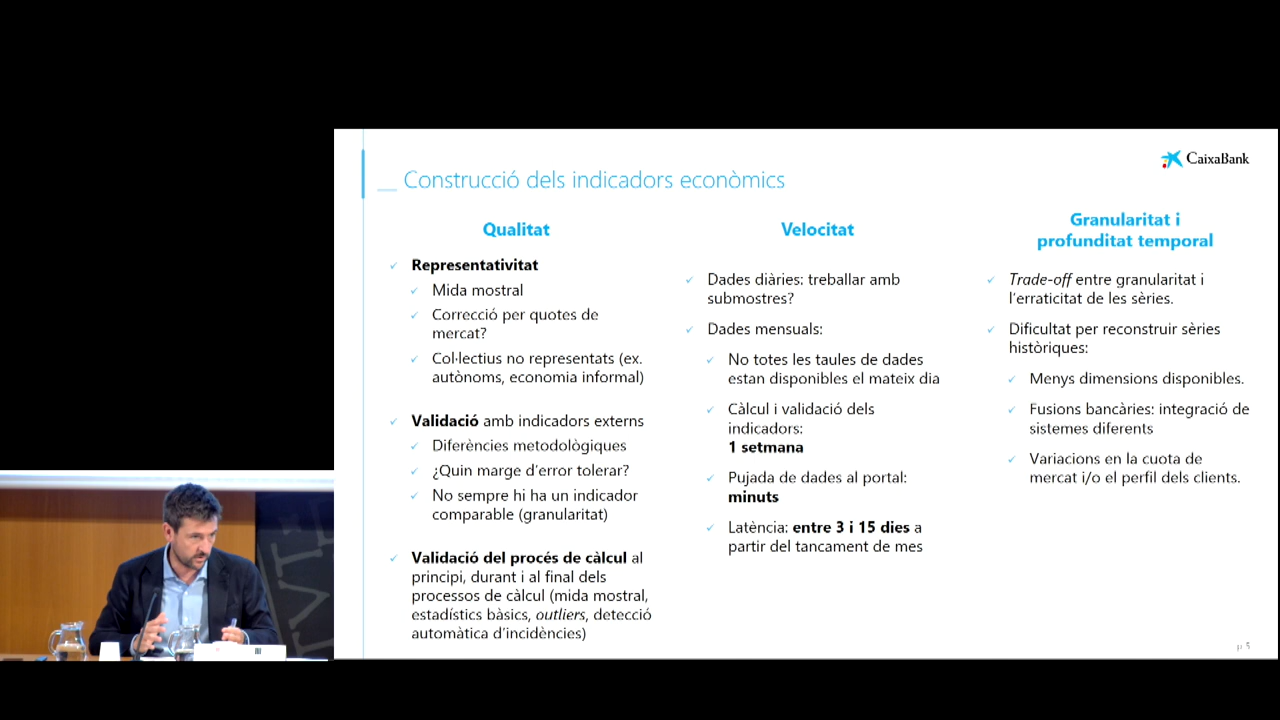 CaixaBank
Construcció dels indicadors econòmics
Qualitat
Representativitat
Mida mostral
Correcció per quotes de
mercat?
Col·lectius no representats (ex.
autònoms, economia informal)
Validació amb indicadors externs
Diferències metodològiques
¿Quin marge d'error tolerar?
No sempre hi ha un indicador
comparable (granularitat)
Validació del procés de càlcul al
principi, durant i al final dels
processos de càlcul (mida mostral,
estadístics bàsics, outliers, detecció
automàtica d'incidències)
Velocitat
Dades diàries: treballar amb
submostres?
Dades mensuals:
No totes les taules de dades
estan disponibles el mateix dia
Càlcul i validació dels
indicadors:
1 setmana
Pujada de dades al portal:
minuts
Latència: entre 3 i 15 dies a
partir del tancament de mes
Granularitat i
profunditat temporal
Trade-off entre granularitat i
l'erraticitat de les sèries.
Dificultat per reconstruir sèries
històriques:
Menys dimensions disponibles.
Fusions bancàries: integració de
sistemes diferents
Variacions en la cuota de
mercat i/o el perfil dels clients.
p 5